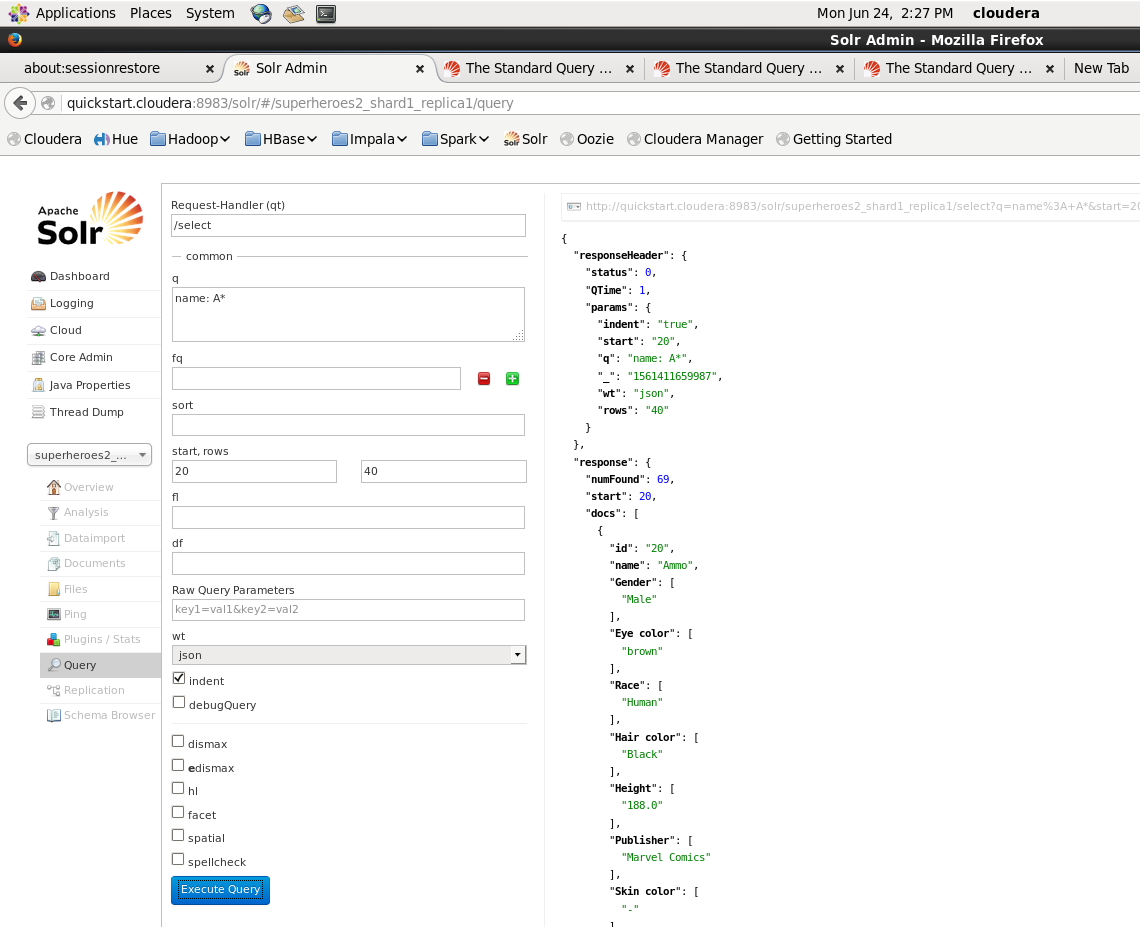 Applications Places System Mon Jun 24, 2:27 PM cloudera
Solr Admin - Mozilla Firefox
about:sessionrestore × Solr Admin × The Standard Query ... × The Standard Query ... × The Standard Query ... × New Tab
quickstart.cloudera:8983/solr/#/superheroes2_shard1_replica1/query
Cloudera Hue Hadoop HBase Impala Spark Solr Oozie Cloudera Manager Getting Started
Apache
Solr
Dashboard
Logging
Cloud
Core Admin
Java Properties
Thread Dump
superheroes2_...
Overview
Analysis
Dataimport
Documents
Files
Ping
Plugins / Stats
Query
Replication
Schema Browser
Request-Handler (qt)
/select
common
q
name: A*
fq
sort
start, rows
20 40
fl
df
Raw Query Parameters
key1=val1&key2=val2
wt
json
indent
debugQuery
dismax
edismax
hl
facet
spatial
spellcheck
Execute Query
http://quickstart.cloudera:8983/solr/superheroes2_shard1_replica1/select?q=name%3A+A*&start=20
{
"responseHeader": {
"status": 0,
"QTime": 1,
"params": {
"indent": "true",
"start": "20",
"q": "name: A*",
"_": "1561411659987",
"wt": "json",
"rows": "40"
}
},
"response": {
"numFound": 69,
"start": 20,
"docs": [
{
"id": "20",
"name": "Ammo",
"Gender": [
"Male"
],
"Eye color": [
"brown"
],
"Race": [
"Human"
],
"Hair color": [
"Black"
],
"Height": [
"188.0"
],
"Publisher": [
"Marvel Comics"
],
"Skin color": [
"-"
]